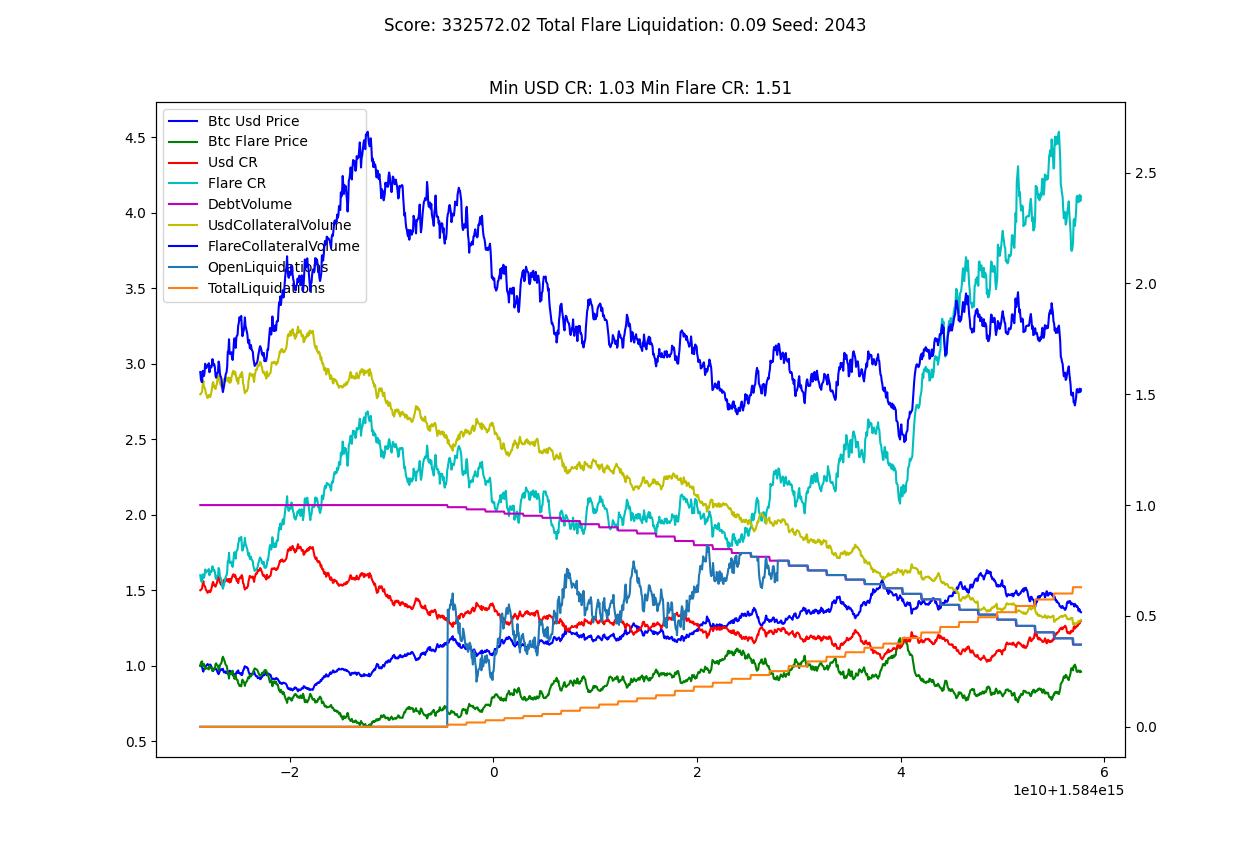 Score: 332572.02 Total Flare Liquidation: 0.09 Seed: 2043
Min USD CR: 1.03 Min Flare CR: 1.51
Btc Usd Price
Btc Flare Price
Usd CR
Flare CR
DebtVolume
UsdCollateralVolume
FlareCollateralVolume
OpenLiquidations
TotalLiquidations
4.5
4.0
3.5
3.0
2.5
2.0
1.5
1.0
0.5
2.5
2.0
1.5
1.0
0.5
0.0
−2 0 2 4 6
1e10+1.584e15